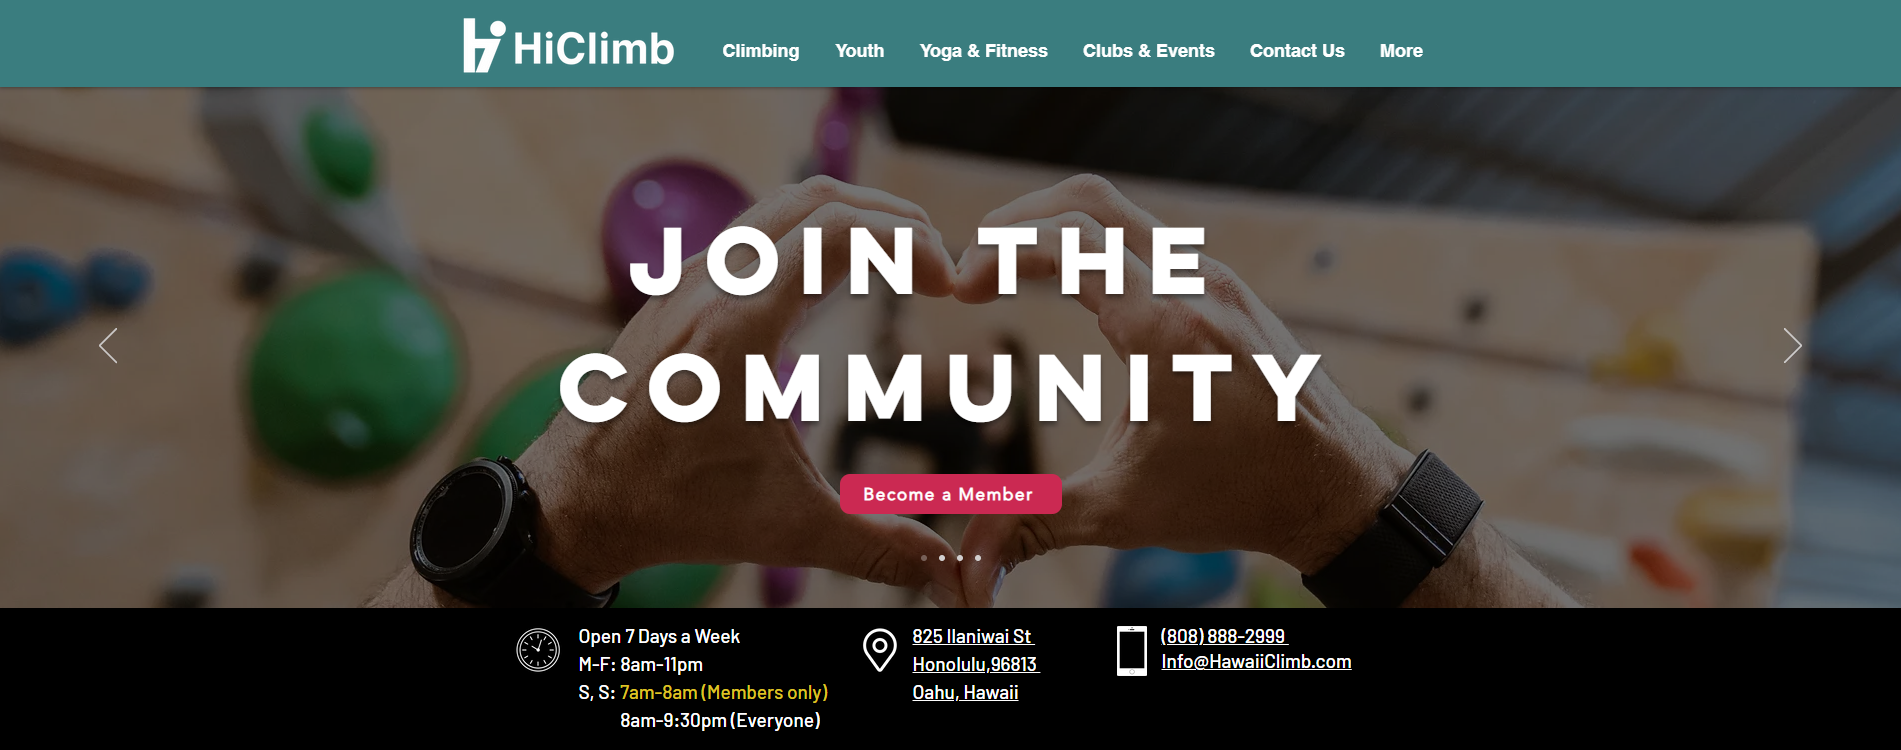 HiClimb
Climbing
Youth
Yoga & Fitness
Clubs & Events
Contact Us
More
JOIN THE
COMMUNITY
Become a Member
Open 7 Days a Week
M-F: 8am-11pm
S, S: 7am-8am (Members only)
8am-9:30pm (Everyone)
825 Ilaniwai St
Honolulu,96813
Oahu, Hawaii
(808) 888-2999
Info@HawaiiClimb.com